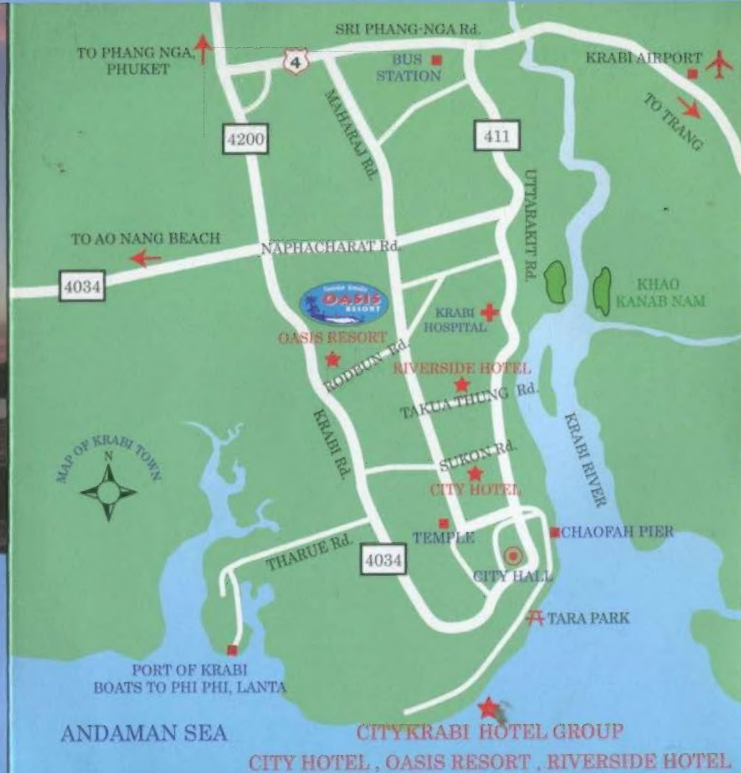 SRI PHANG-NGA Rd.
TO PHANG NGA,
PHUKET
4
BUS
STATION
KRABI AIRPORT
TO TRANG
MAHARAJ Rd.
4200
411
UTTARAKIT Rd.
TO AO NANG BEACH
NAPHACHARAT Rd.
4034
KHAO
KANAB NAM
OASIS
RESORT
KRABI
HOSPITAL
OASIS RESORT
RODBUN Rd.
RIVERSIDE HOTEL
TAKUA THUNG Rd.
KRABI Rd.
KRABI RIVER
MAP OF KRABI TOWN
N
SUKON Rd.
CITY HOTEL
TEMPLE
CHAOFAH PIER
THARUE Rd.
4034
CITY HALL
TARA PARK
PORT OF KRABI
BOATS TO PHI PHI, LANTA
ANDAMAN SEA
CITYKRABI HOTEL GROUP
CITY HOTEL , OASIS RESORT , RIVERSIDE HOTEL